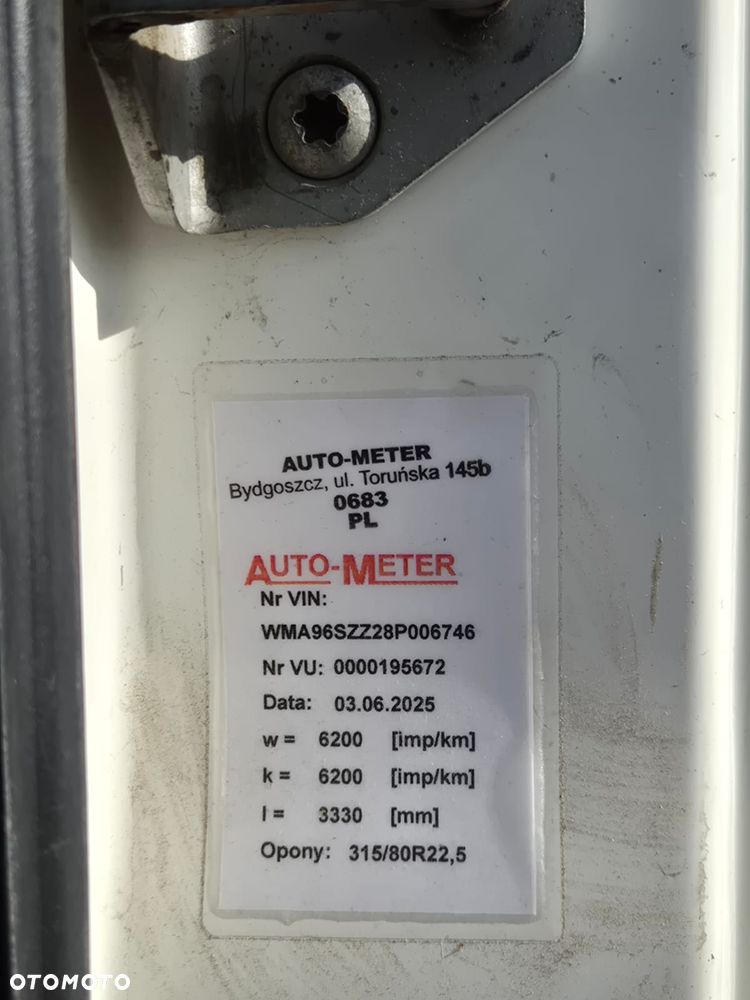 AUTO-METER
Bydgoszcz, ul. Toruńska 145b
0683
PL
AUTO-METER
Nr VIN:
WMA96SZZ28P006746
Nr VU: 0000195672
Data: 03.06.2025
w = 6200 [imp/km]
k = 6200 [imp/km]
l = 3330 [mm]
Opony: 315/80R22,5
OTOMOTO